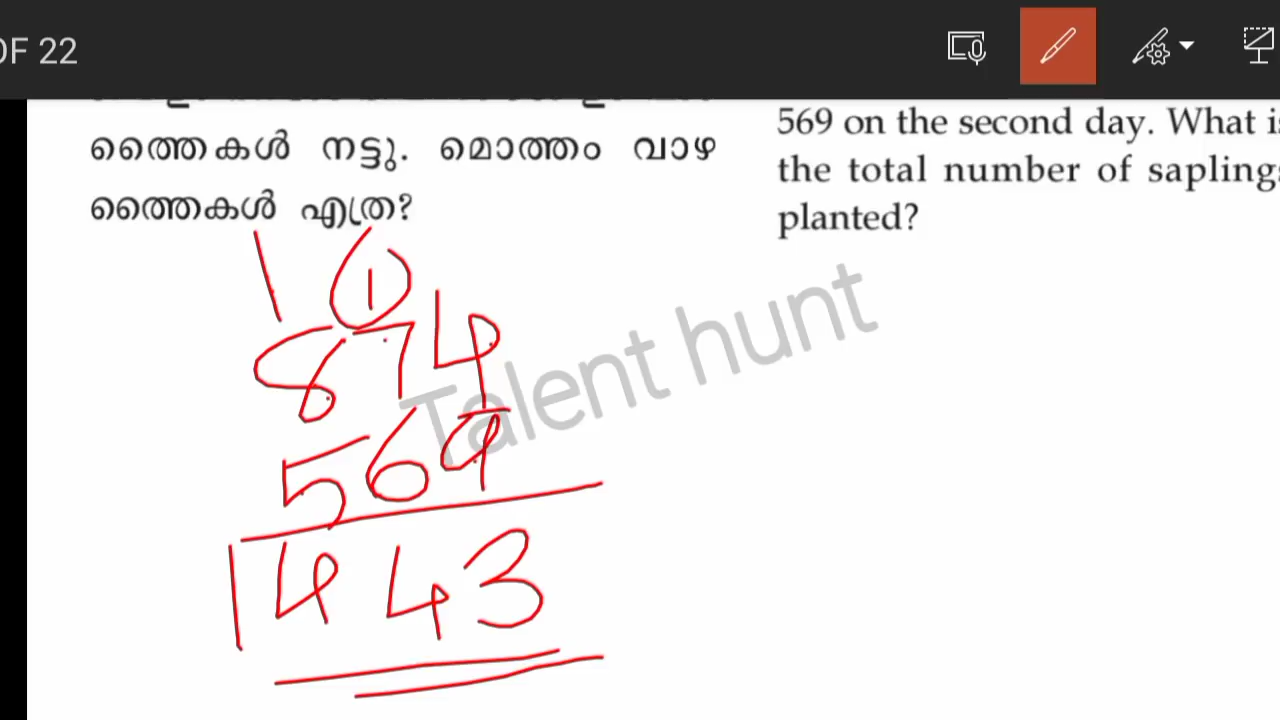 OF 22
ത്തൈകൾ നട്ടു. മൊത്തം വാഴ
ത്തൈകൾ എത്ര?
569 on the second day. What is
the total number of saplings
planted?
1 1
874
569
1443
Talent hunt